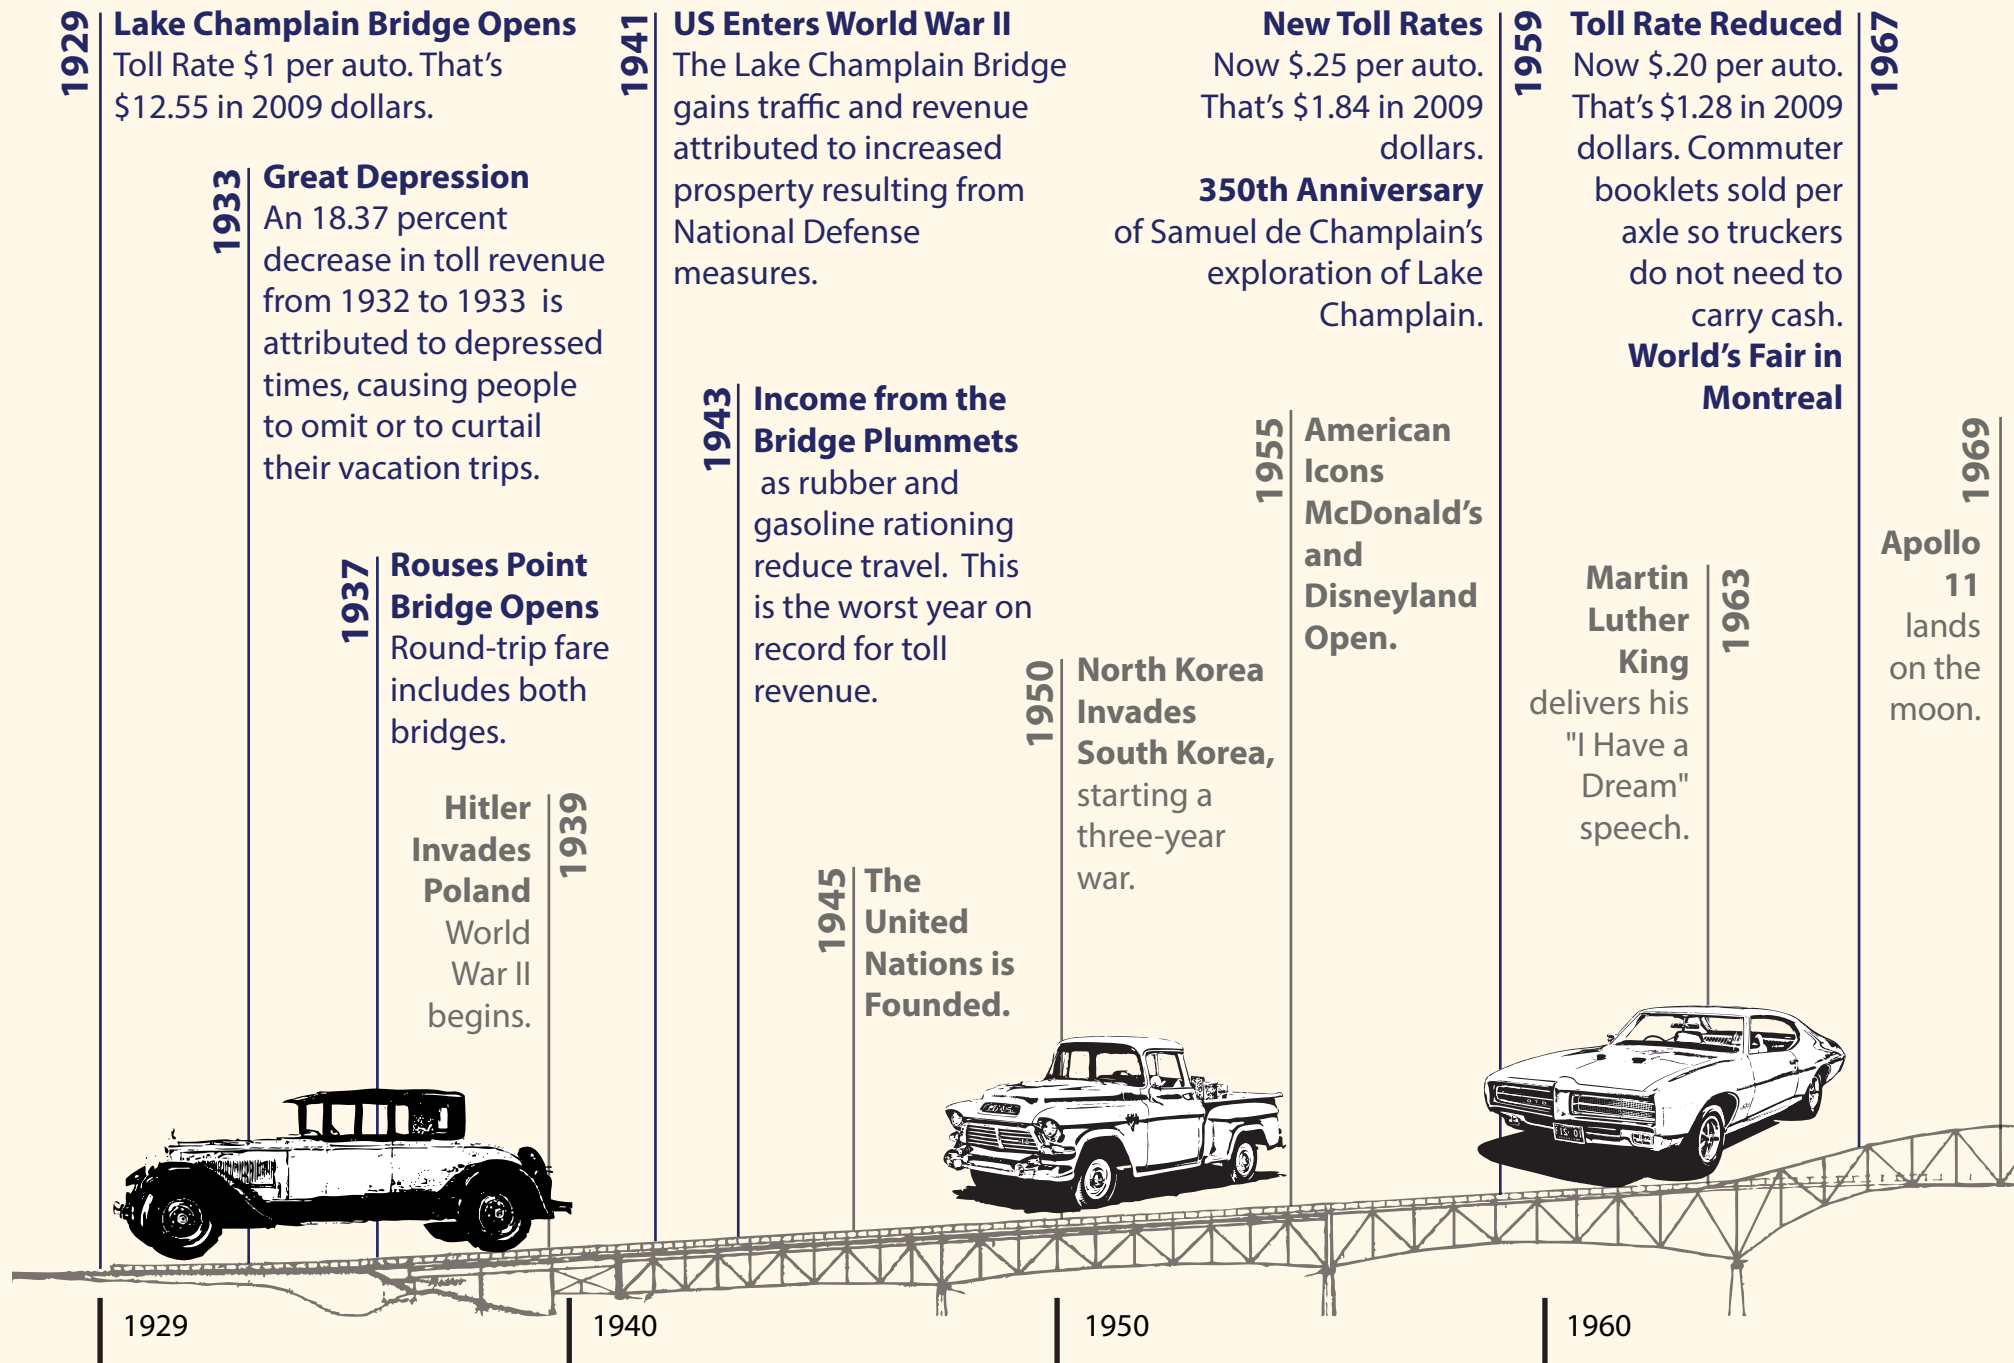 1929
Lake Champlain Bridge Opens
Toll Rate $1 per auto. That's
$12.55 in 2009 dollars.
1933
Great Depression
An 18.37 percent
decrease in toll revenue
from 1932 to 1933  is
attributed to depressed
times, causing people
to omit or to curtail
their vacation trips.
1937
Rouses Point
Bridge Opens
Round-trip fare
includes both
bridges.
1939
Hitler
Invades
Poland
World
War II
begins.
1941
US Enters World War II
The Lake Champlain Bridge
gains traffic and revenue
attributed to increased
prosperty resulting from
National Defense
measures.
1943
Income from the
Bridge Plummets
as rubber and
gasoline rationing
reduce travel.  This
is the worst year on
record for toll
revenue.
1945
The
United
Nations is
Founded.
1950
North Korea
Invades
South Korea,
starting a
three-year
war.
1955
American
Icons
McDonald's
and
Disneyland
Open.
1959
New Toll Rates
Now $.25 per auto.
That's $1.84 in 2009
dollars.
350th Anniversary
of Samuel de Champlain's
exploration of Lake
Champlain.
1963
Martin
Luther
King
delivers his
"I Have a
Dream"
speech.
1967
Toll Rate Reduced
Now $.20 per auto.
That's $1.28 in 2009
dollars. Commuter
booklets sold per
axle so truckers
do not need to
carry cash.
World's Fair in
Montreal
1969
Apollo
11
lands
on the
moon.
GMC
GTO
1929
1940
1950
1960